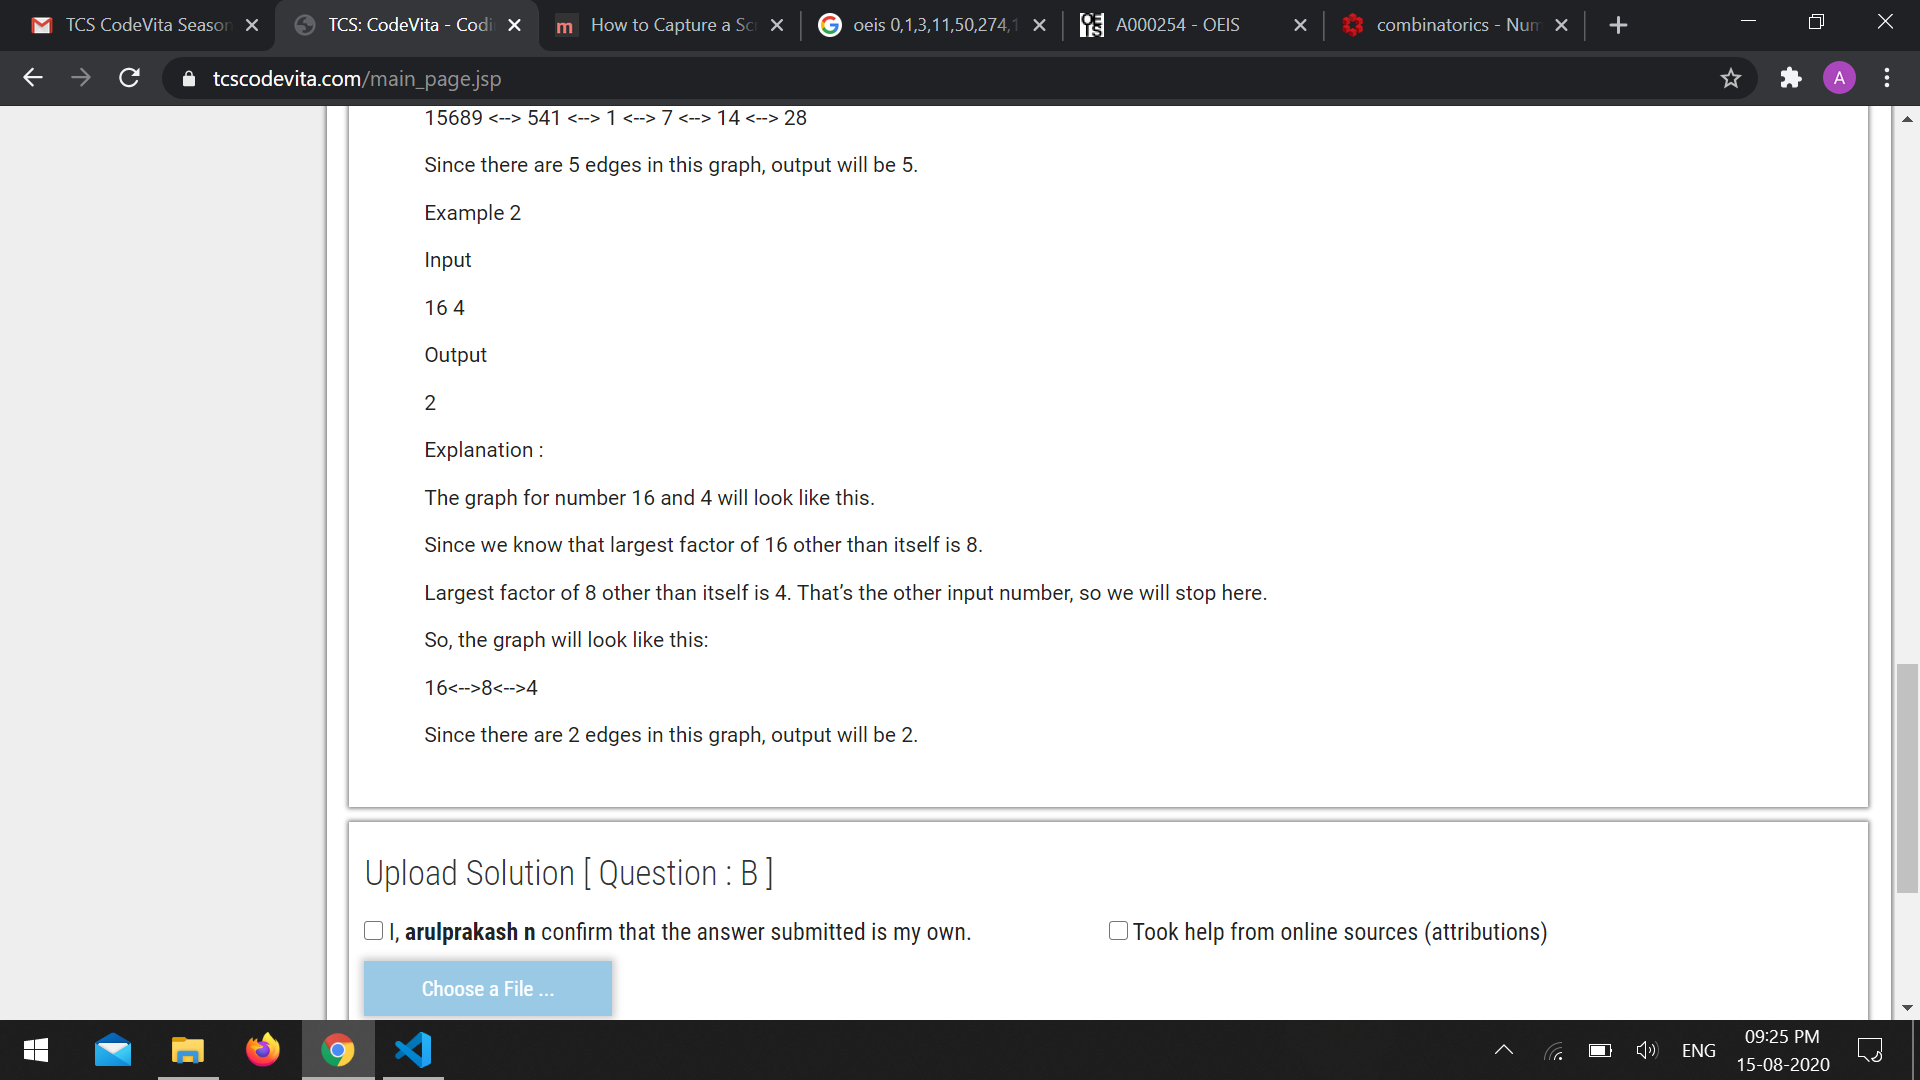 TCS CodeVita Season
TCS: CodeVita - Codi
m How to Capture a Sc
oeis 0,1,3,11,50,274,1
OEIS A000254 - OEIS
combinatorics - Num
tcscodevita.com/main_page.jsp
A
15689 <--> 541 <--> 1 <--> 7 <--> 14 <--> 28
Since there are 5 edges in this graph, output will be 5.
Example 2
Input
16 4
Output
2
Explanation :
The graph for number 16 and 4 will look like this.
Since we know that largest factor of 16 other than itself is 8.
Largest factor of 8 other than itself is 4. That’s the other input number, so we will stop here.
So, the graph will look like this:
16<-->8<-->4
Since there are 2 edges in this graph, output will be 2.
Upload Solution [ Question : B ]
I, arulprakash n confirm that the answer submitted is my own.
Took help from online sources (attributions)
Choose a File ...
ENG
09:25 PM
15-08-2020